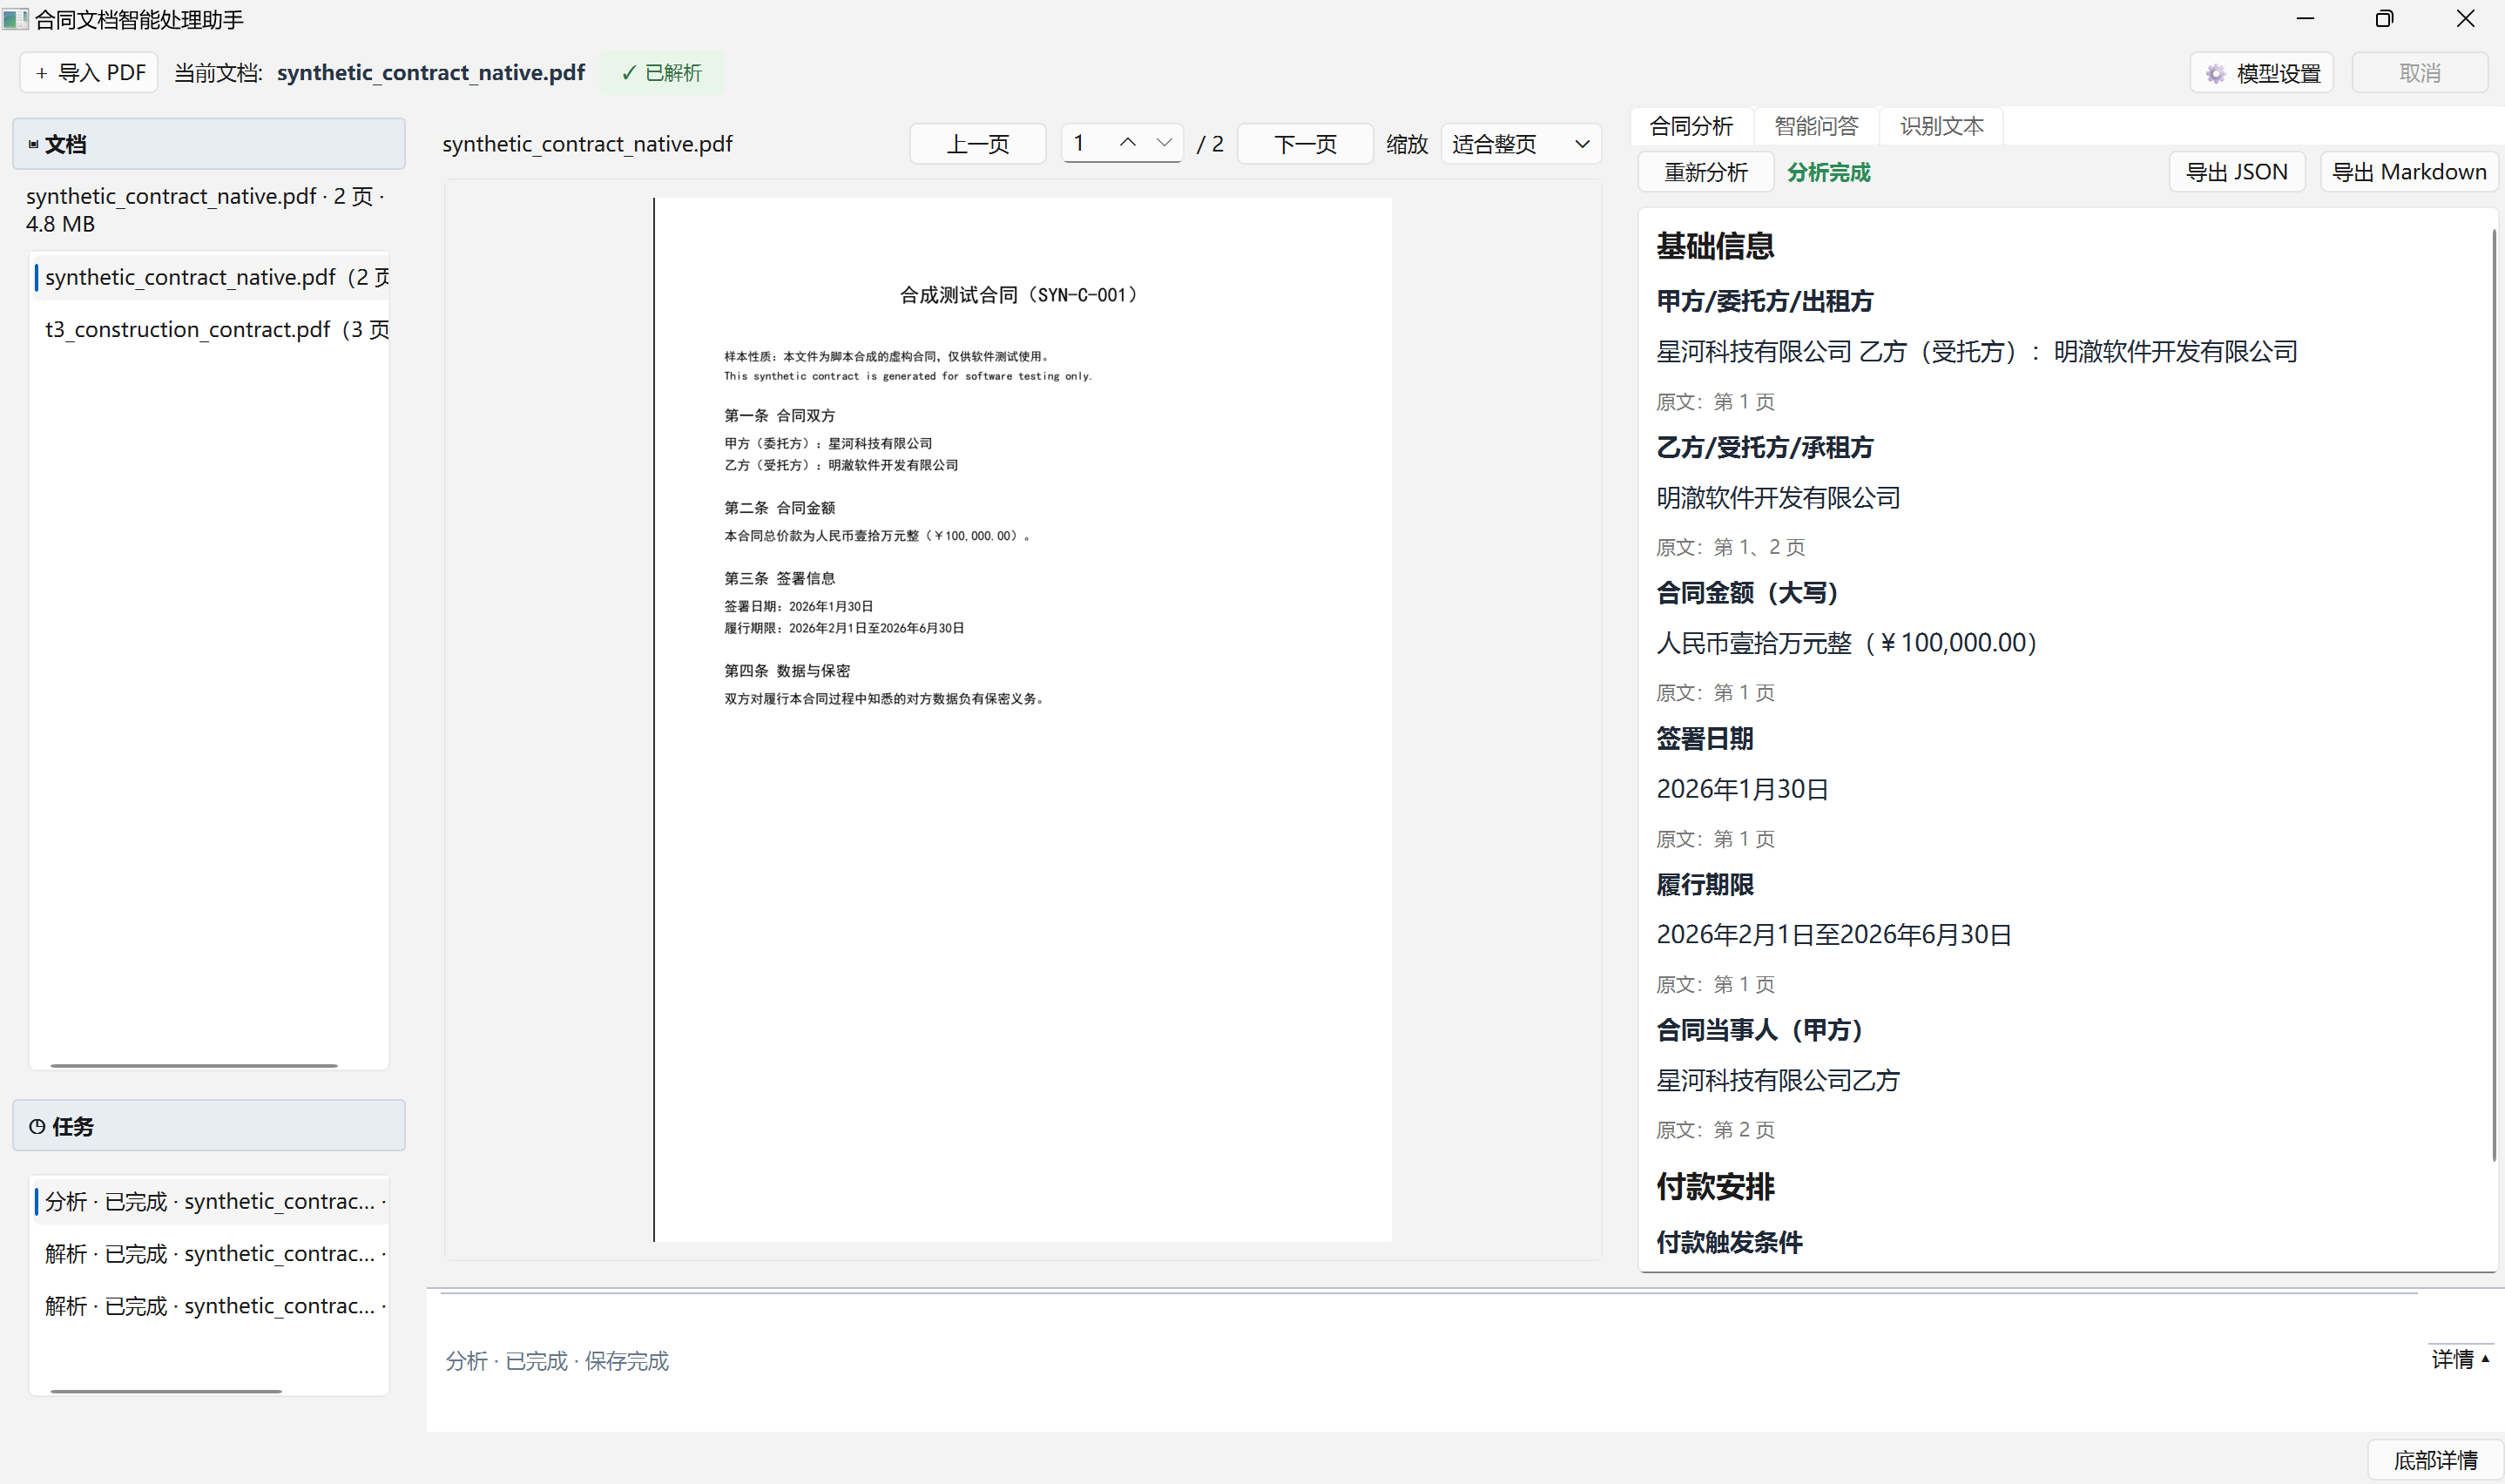 合同文档智能处理助手
+ 导入 PDF 当前文档: synthetic_contract_native.pdf ✓ 已解析 模型设置 取消
文档
synthetic_contract_native.pdf · 2 页 ·
4.8 MB
synthetic_contract_native.pdf（2 页
t3_construction_contract.pdf（3 页
任务
分析 · 已完成 · synthetic_contrac... ·
解析 · 已完成 · synthetic_contrac... ·
解析 · 已完成 · synthetic_contrac... ·
synthetic_contract_native.pdf 上一页 1 / 2 下一页 缩放 适合整页
合成测试合同（SYN-C-001）
样本性质：本文件为脚本合成的虚构合同，仅供软件测试使用。
This synthetic contract is generated for software testing only.
第一条 合同双方
甲方（委托方）：星河科技有限公司
乙方（受托方）：明澈软件开发有限公司
第二条 合同金额
本合同总价款为人民币壹拾万元整（¥100,000.00）。
第三条 签署信息
签署日期：2026年1月30日
履行期限：2026年2月1日至2026年6月30日
第四条 数据与保密
双方对履行本合同过程中知悉的对方数据负有保密义务。
合同分析 智能问答 识别文本
重新分析 分析完成 导出 JSON 导出 Markdown
基础信息
甲方/委托方/出租方
星河科技有限公司 乙方（受托方）：明澈软件开发有限公司
原文：第 1 页
乙方/受托方/承租方
明澈软件开发有限公司
原文：第 1、2 页
合同金额（大写）
人民币壹拾万元整（¥100,000.00）
原文：第 1 页
签署日期
2026年1月30日
原文：第 1 页
履行期限
2026年2月1日至2026年6月30日
原文：第 1 页
合同当事人（甲方）
星河科技有限公司乙方
原文：第 2 页
付款安排
付款触发条件
分析 · 已完成 · 保存完成
详情 ▲
底部详情